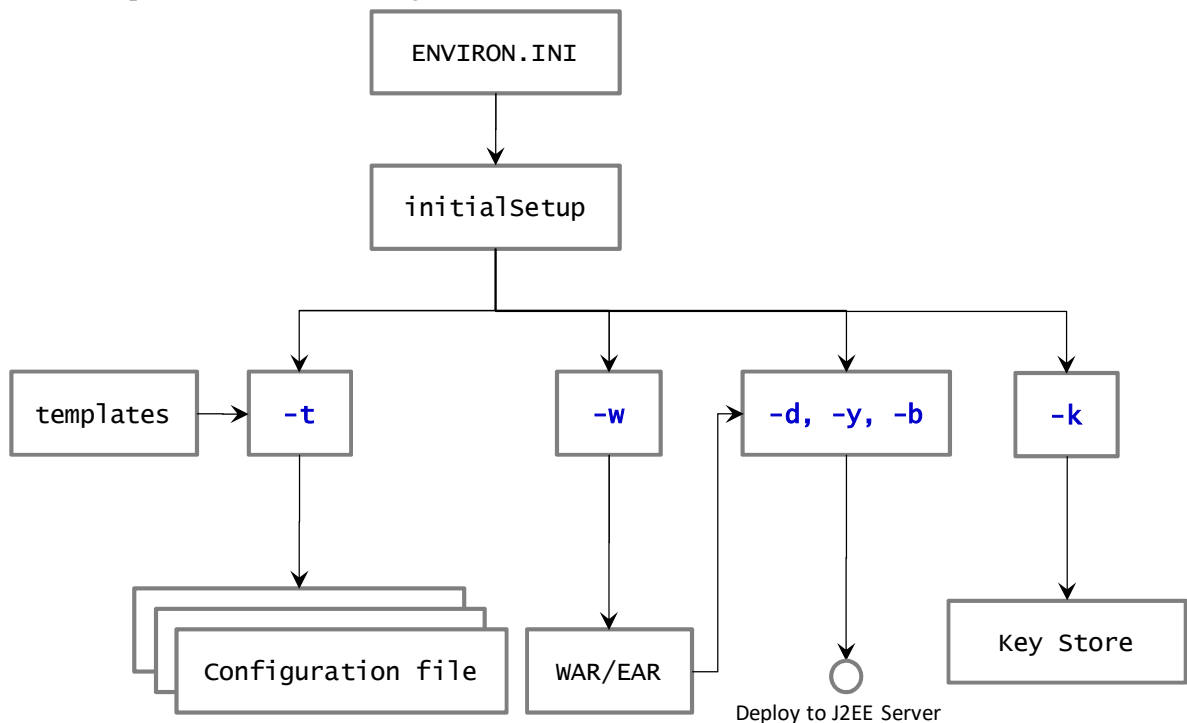 ENVIRON.INI
initialSetup
templates
-t
-w
-d, -y, -b
-k
Configuration file
WAR/EAR
Key Store
Deploy to J2EE Server